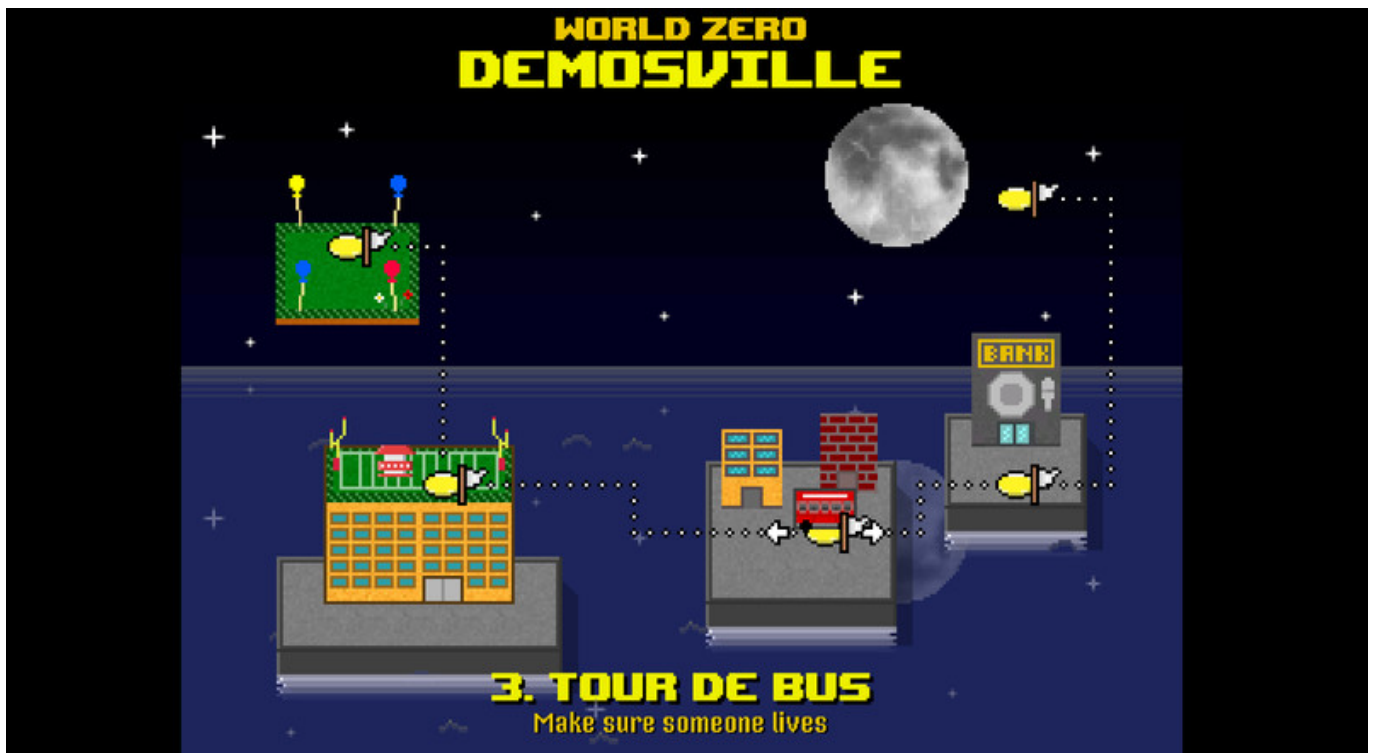 WORLD ZERO
DEMOSVILLE
BANK
3. TOUR DE BUS
Make sure someone lives